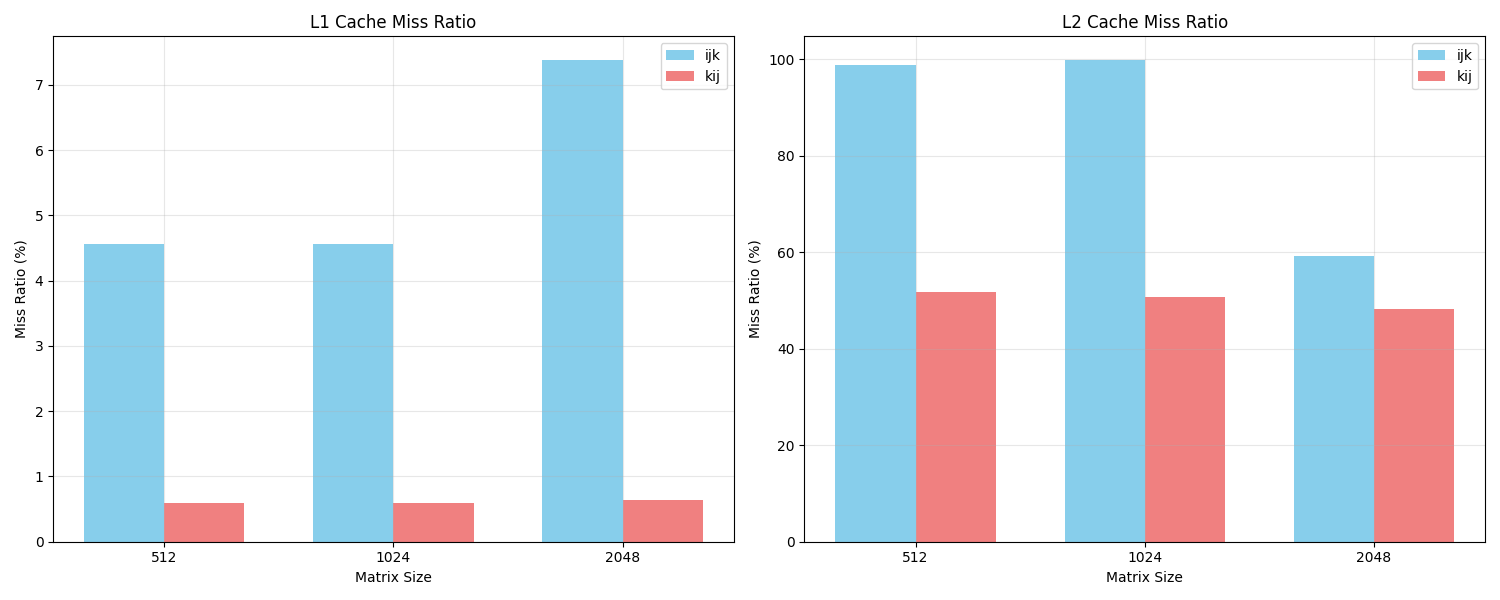 L1 Cache Miss Ratio
Miss Ratio (%)
7
6
5
4
3
2
1
0
ijk
kij
512
1024
2048
Matrix Size
L2 Cache Miss Ratio
Miss Ratio (%)
100
80
60
40
20
0
ijk
kij
512
1024
2048
Matrix Size